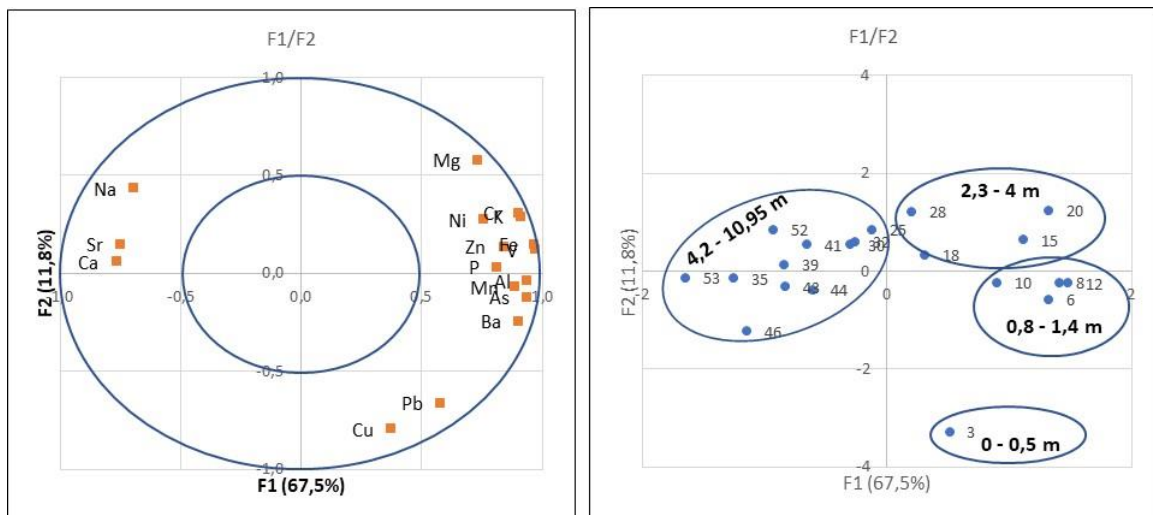 F1/F2
1,0
Mg
0,5
Na
Cr
K
Ni
Sr
Zn
Fe
V
Ca
P
-1,0
-0,5
0,0
0,5
1,0
Al
Mn
As
Ba
-0,5
Pb
Cu
-1,0
F2 (11,8%)
F1 (67,5%)
F1/F2
4
2
2,3 - 4 m
4,2 - 10,95 m
28
20
52
25
41
30
32
15
18
39
53
35
43
44
10
8
12
6
-2
0
2
0,8 - 1,4 m
46
-2
3
0 - 0,5 m
-4
F2 (11,8%)
F1 (67,5%)